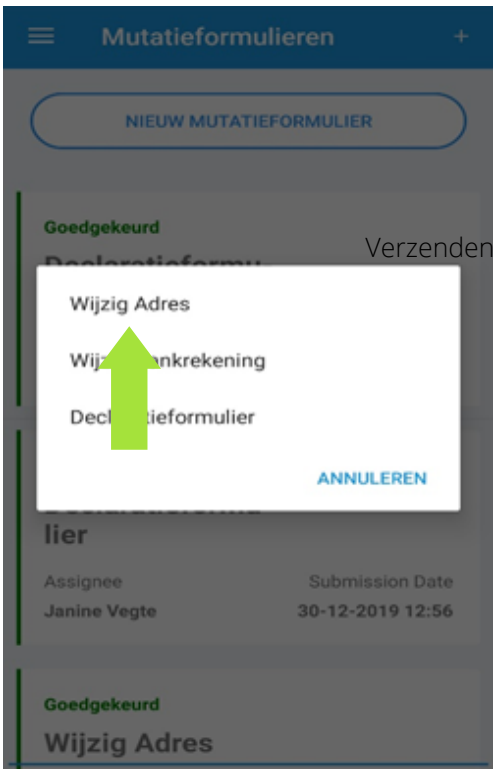 Mutatieformulieren +
NIEUW MUTATIEFORMULIER
Goedgekeurd
Verzenden
Wijzig Adres
ANNULEREN
lier
Assignee Submission Date
Janine Vegte 30-12-2019 12:56
Goedgekeurd
Wijzig Adres